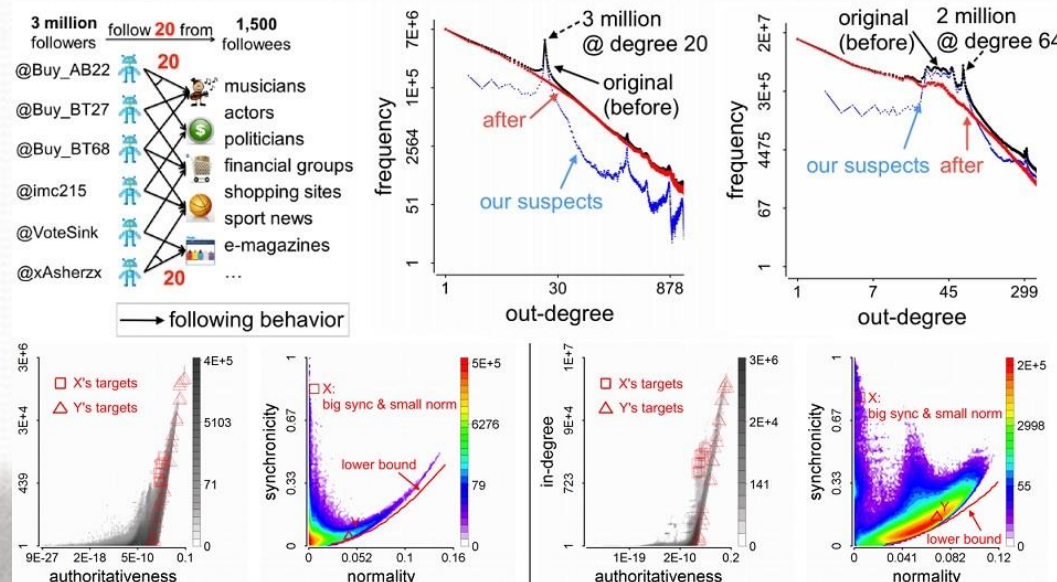 3 million
followers
follow 20 from
1,500
followees
@Buy_AB22
@Buy_BT27
@Buy_BT68
@imc215
@VoteSink
@xAsherzx
20
20
musicians
actors
politicians
financial groups
shopping sites
sport news
e-magazines
...
following behavior
frequency
7E+6
1E+5
2564
51
1
3 million
@ degree 20
original
(before)
after
our suspects
1
30
878
out-degree
frequency
2E+7
3E+5
4475
67
1
original
(before)
2 million
@ degree 64
our suspects
after
1
7
45
299
out-degree
3E+6
3E+4
439
1
X's targets
Y's targets
4E+5
5103
71
0
9E-27
2E-18
5E-10
0.1
authoritativeness
synchronicity
1
0.67
0.33
0
X:
big sync & small norm
lower bound
5E+5
6276
79
0
0
0.052
0.1
0.16
normality
in-degree
1E+7
9E+4
723
1
X's targets
Y's targets
3E+6
2E+4
141
0
1E-19
2E-10
0.2
authoritativeness
synchronicity
1
0.67
0.33
0
X:
big sync & small norm
Y
lower bound
2E+5
2998
55
0
0
0.041
0.082
0.12
normality